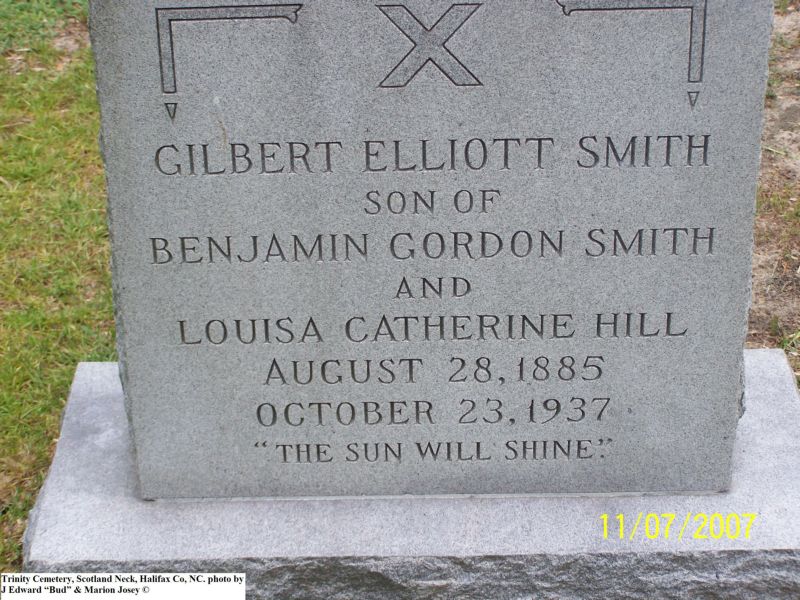 GILBERT ELLIOTT SMITH
SON OF
BENJAMIN GORDON SMITH
AND
LOUISA CATHERINE HILL
AUGUST 28, 1885
OCTOBER 23, 1937
"THE SUN WILL SHINE."
11/07/2007
Trinity Cemetery, Scotland Neck, Halifax Co, NC. photo by
J Edward "Bud" & Marion Josey ©